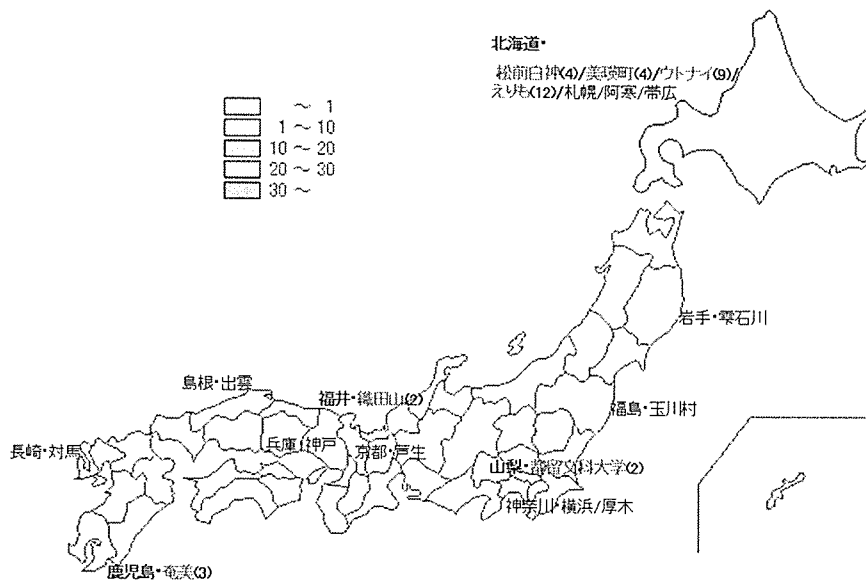 北海道・
松前白神(4)/美瑛町(4)/ウトナイ(9)/
えりも(12)/札幌/阿寒/帯広
～ 1
1 ～ 10
10 ～ 20
20 ～ 30
30 ～
岩手・雫石川
島根・出雲
福井・織田山(2)
福島・玉川村
長崎・対馬
兵庫・神戸
京都・芦生
山梨・都留文科大学(2)
神奈川・横浜/厚木
鹿児島・奄美(3)